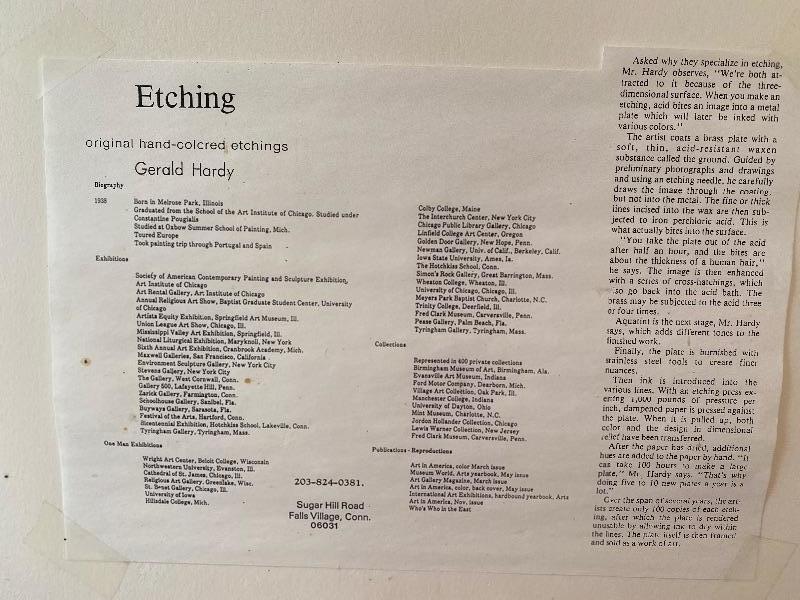 Etching
original hand-colcred etchings
Gerald Hardy
Biography
1938
Born in Melrose Park, Illinois
Graduated from the School of the Art Institute of Chicago. Studied under
Constantine Pougialis
Studied at Oxbow Summer School of Painting, Mich.
Toured Europe
Took painting trip through Portugal and Spain
Exhibitions
Society of American Contemporary Painting and Sculpture Exhibition,
Art Institute of Chicago
Art Rental Gallery, Art Institute of Chicago
Annual Religious Art Show, Baptist Graduate Student Center, University
of Chicago
Artists Equity Exhibition, Springfield Art Museum, Ill.
Union League Art Show, Chicago, Ill.
Mississippi Valley Art Exhibition, Springfield, Ill.
National Liturgical Exhibition, Maryknoll, New York
Sixth Annual Art Exhibition, Cranbrook Academy, Mich.
Maxwell Galleries, San Francisco, California
Environment Sculpture Gallery, New York City
Stevens Gallery, New York City
The Gallery, West Cornwall, Conn.
Gallery 500, Lafayette Hill, Penn.
Zarick Gallery, Farmington, Conn.
Schoolhouse Gallery, Sanibel, Fla.
Buyways Gallery, Sarasota, Fla.
Festival of the Arts, Hartford, Conn.
Bicentennial Exhibition, Hotchkiss School, Lakeville, Conn.
Tyringham Gallery, Tyringham, Mass.
One Man Exhibitions
Wright Art Center, Beloit College, Wisconsin
Northwestern University, Evanston, Ill.
Cathedral of St. James, Chicago, Ill.
Religious Art Gallery, Greenlake, Wisc.
St. Benet Gallery, Chicago, Ill.
University of Iowa
Hillsdale College, Mich.
203-824-0381.
Sugar Hill Road
Falls Village, Conn.
06031
Colby College, Maine
The Interchurch Center, New York City
Chicago Public Library Gallery, Chicago
Linfield College Art Center, Oregon
Golden Door Gallery, New Hope, Penn.
Newman Gallery, Univ. of Calif., Berkeley, Calif.
Iowa State University, Ames, Ia.
The Hotchkiss School, Conn.
Simon's Rock Gallery, Great Barrington, Mass.
Wheaton College, Wheaton, Ill.
University of Chicago, Chicago, Ill.
Meyers Park Baptist Church, Charlotte, N.C.
Trinity College, Deerfield, Ill.
Fred Clark Museum, Carversville, Penn.
Pease Gallery, Palm Beach, Fla.
Tyringham Gallery, Tyringham, Mass.
Collections
Represented in 400 private collections
Birmingham Museum of Art, Birmingham, Ala.
Evansville Art Museum, Indiana
Ford Motor Company, Dearborn, Mich.
Village Art Collection, Oak Park, Ill.
Manchester College, Indiana
University of Dayton, Ohio
Mint Museum, Charlotte, N.C.
Jordon Hollander Collection, Chicago
Lewis Warner Collection, New Jersey
Fred Clark Museum, Carversville, Penn.
Publications - Reproductions
Art in America, color March issue
Museum World, Arts yearbook, May issue
Art Gallery Magazine, March issue
Art in America, color, back cover, May issue
International Art Exhibitions, hardbound yearbook, Arts
Art in America, Nov. issue
Who's Who in the East
Asked why they specialize in etching,
Mr. Hardy observes, "We're both at-
tracted to it because of the three-
dimensional surface. When you make an
etching, acid bites an image into a metal
plate which will later be inked with
various colors."
The artist coats a brass plate with a
soft, thin, acid-resistant waxen
substance called the ground. Guided by
preliminary phorographs and drawings
and using an etching needle, he carefully
draws the image through the coating,
but not into the metal. The fine or thick
lines incised into the wax are then sub-
jected to iron perchloric acid. This is
what actually bites into the surface.
"You take the plate out of the acid
after half an hour, and the bites are
about the thickness of a human hair,"
he says. The image is then enhanced
with a series of cross-hatchings, which
so back into the acid bath. The
brass may be subjected to the acid three
or four times.
Aquatint is the next stage, Mr. Hardy
says, which adds different tones to the
finished work.
Finally, the plate is burnished with
stainless steel tools to create finer
nuances.
Then ink is introduced into the
various lines. With an etching press ex-
erting 1,000 pounds of pressure per
inch, dampened paper is pressed against
the plate. When it is pulled up, both
color and the design in dimensional
relief have been transferred.
After the paper has dried, additional
hues are added to the paper by hand. "It
can take 100 hours to make a large
plate," Mr. Hardy says. "That's why
doing five to 10 new plates a year is a
lot."
Over the span of several years, the art-
ists create only 100 copies of each etch-
ing, after which the plate is rendered
unusable by allowing ink to dry within
the lines. The plate itself is then framed
and sold as a work of art.